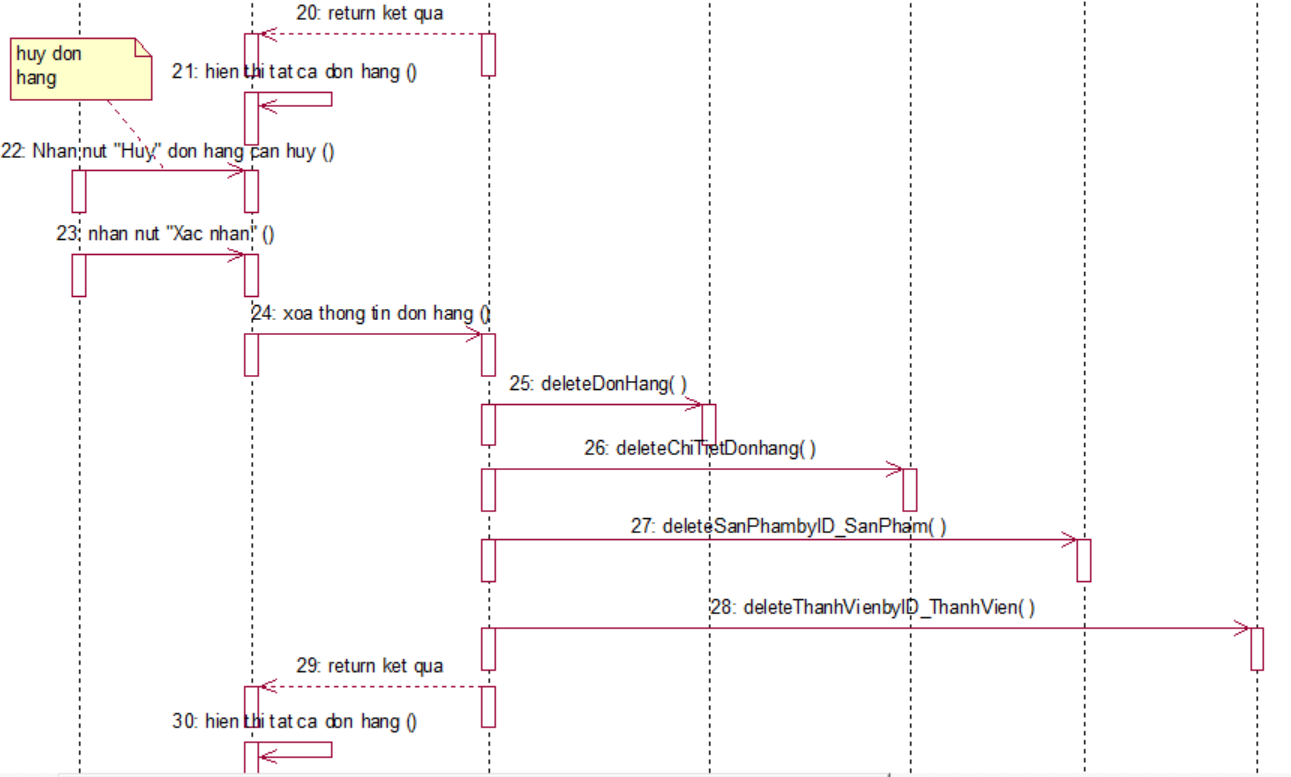 20: return ket qua
huy don
hang
21: hien thi tat ca don hang ()
22: Nhan nut "Huy" don hang can huy ()
23: nhan nut "Xac nhan" ()
24: xoa thong tin don hang ()
25: deleteDonHang( )
26: deleteChiTietDonhang( )
27: deleteSanPhambyID_SanPham( )
28: deleteThanhVienbyID_ThanhVien( )
29: return ket qua
30: hien thi tat ca don hang ()